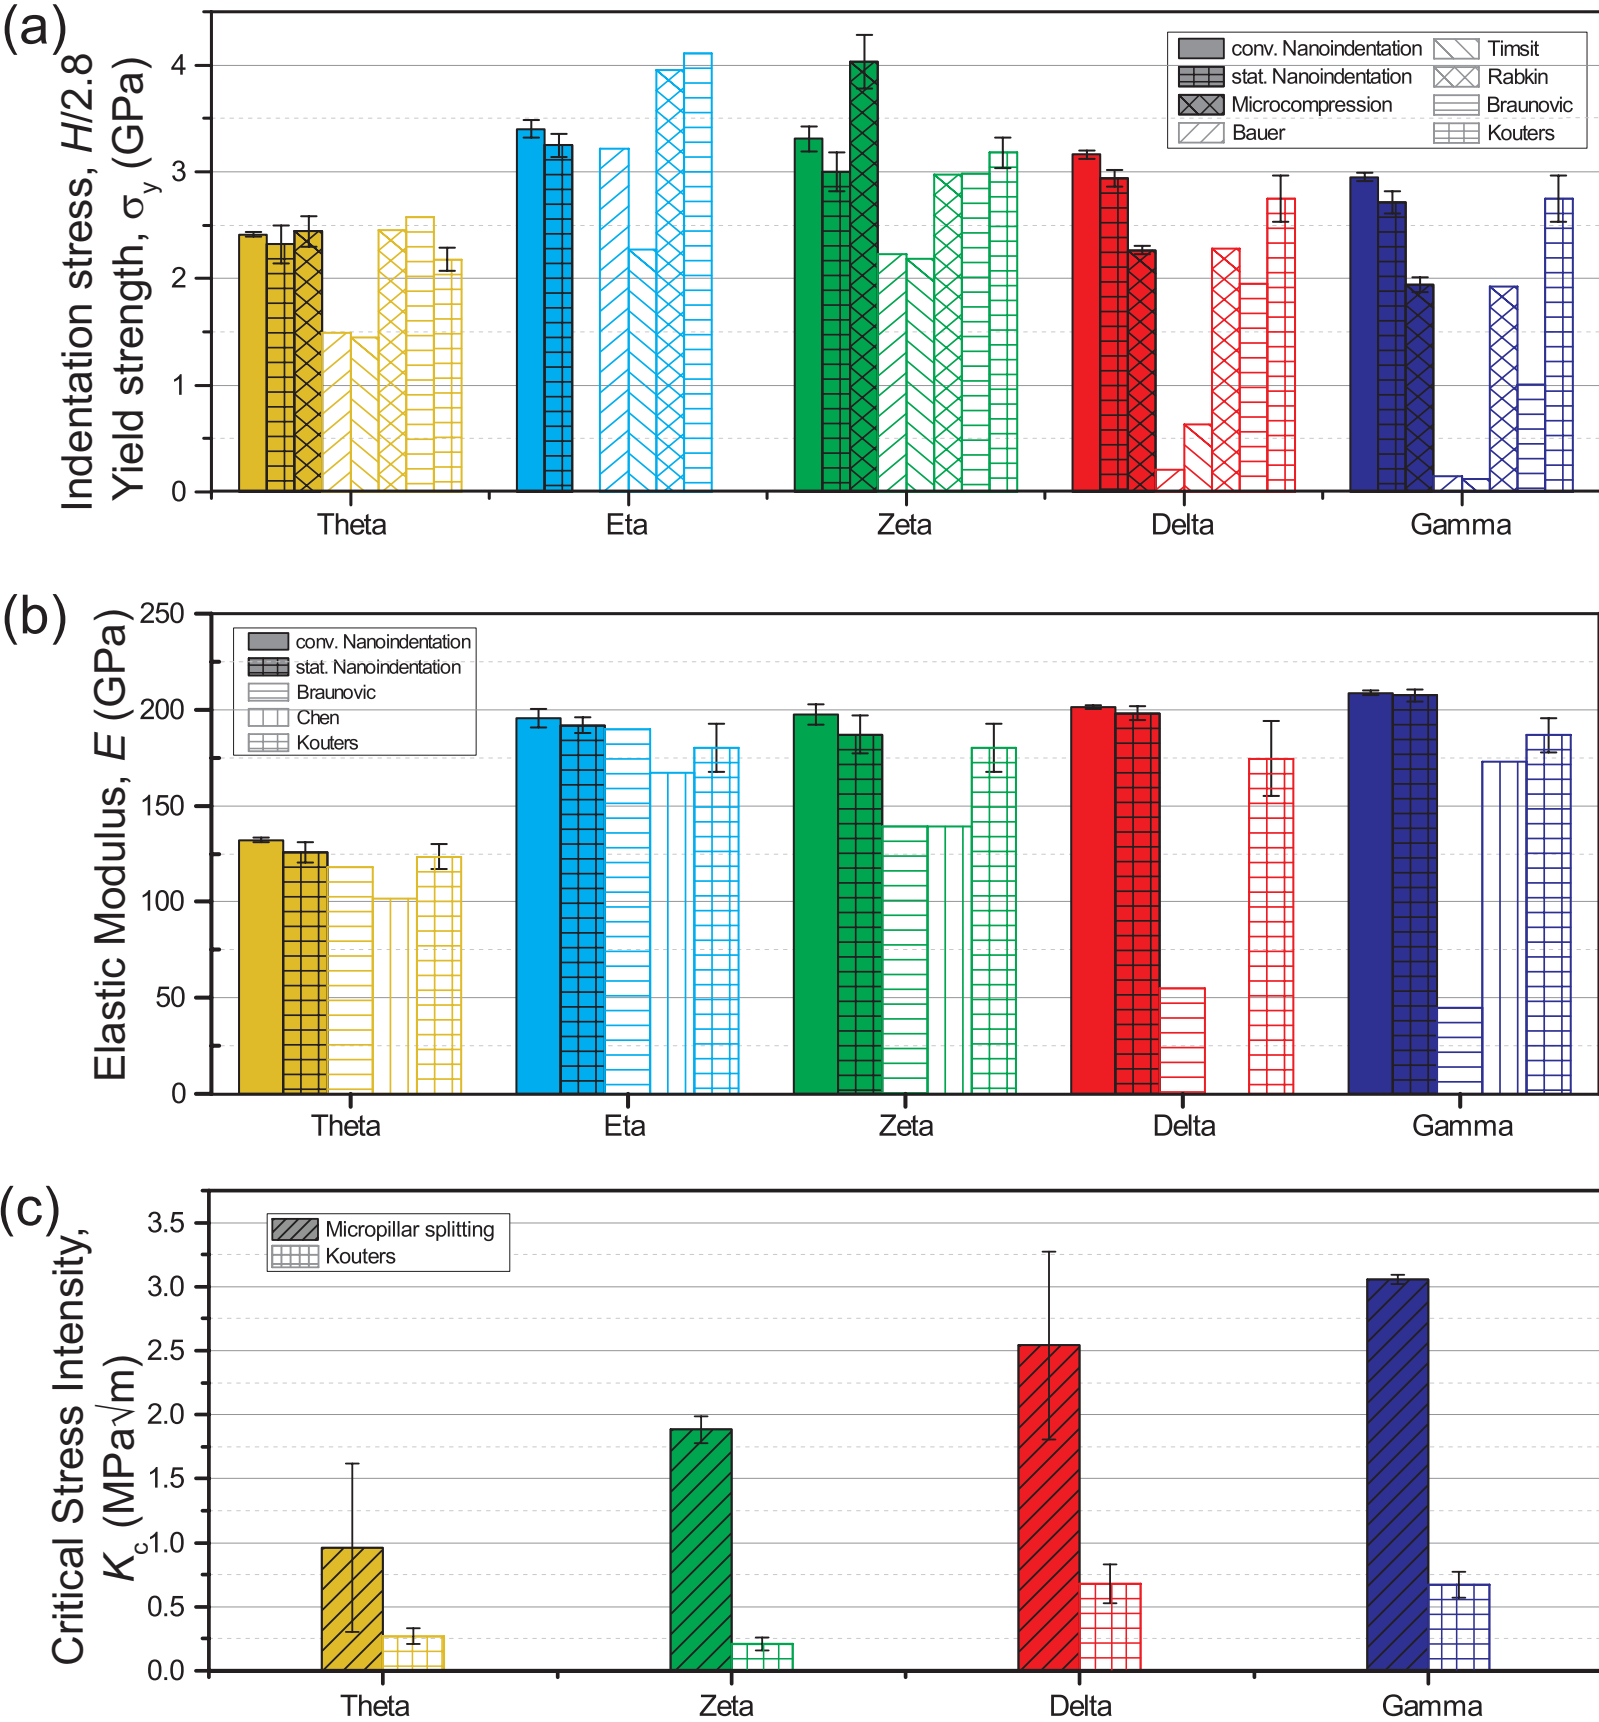 (a)
Indentation stress, H/2.8
Yield strength, σy (GPa)
4
3
2
1
0
conv. Nanoindentation
stat. Nanoindentation
Microcompression
Bauer
Timsit
Rabkin
Braunovic
Kouters
Theta Eta Zeta Delta Gamma
(b)
Elastic Modulus, E (GPa)
250
200
150
100
50
0
conv. Nanoindentation
stat. Nanoindentation
Braunovic
Chen
Kouters
Theta Eta Zeta Delta Gamma
(c)
Critical Stress Intensity,
Kc (MPa√m)
3.5
3.0
2.5
2.0
1.5
1.0
0.5
0.0
Micropillar splitting
Kouters
Theta Zeta Delta Gamma